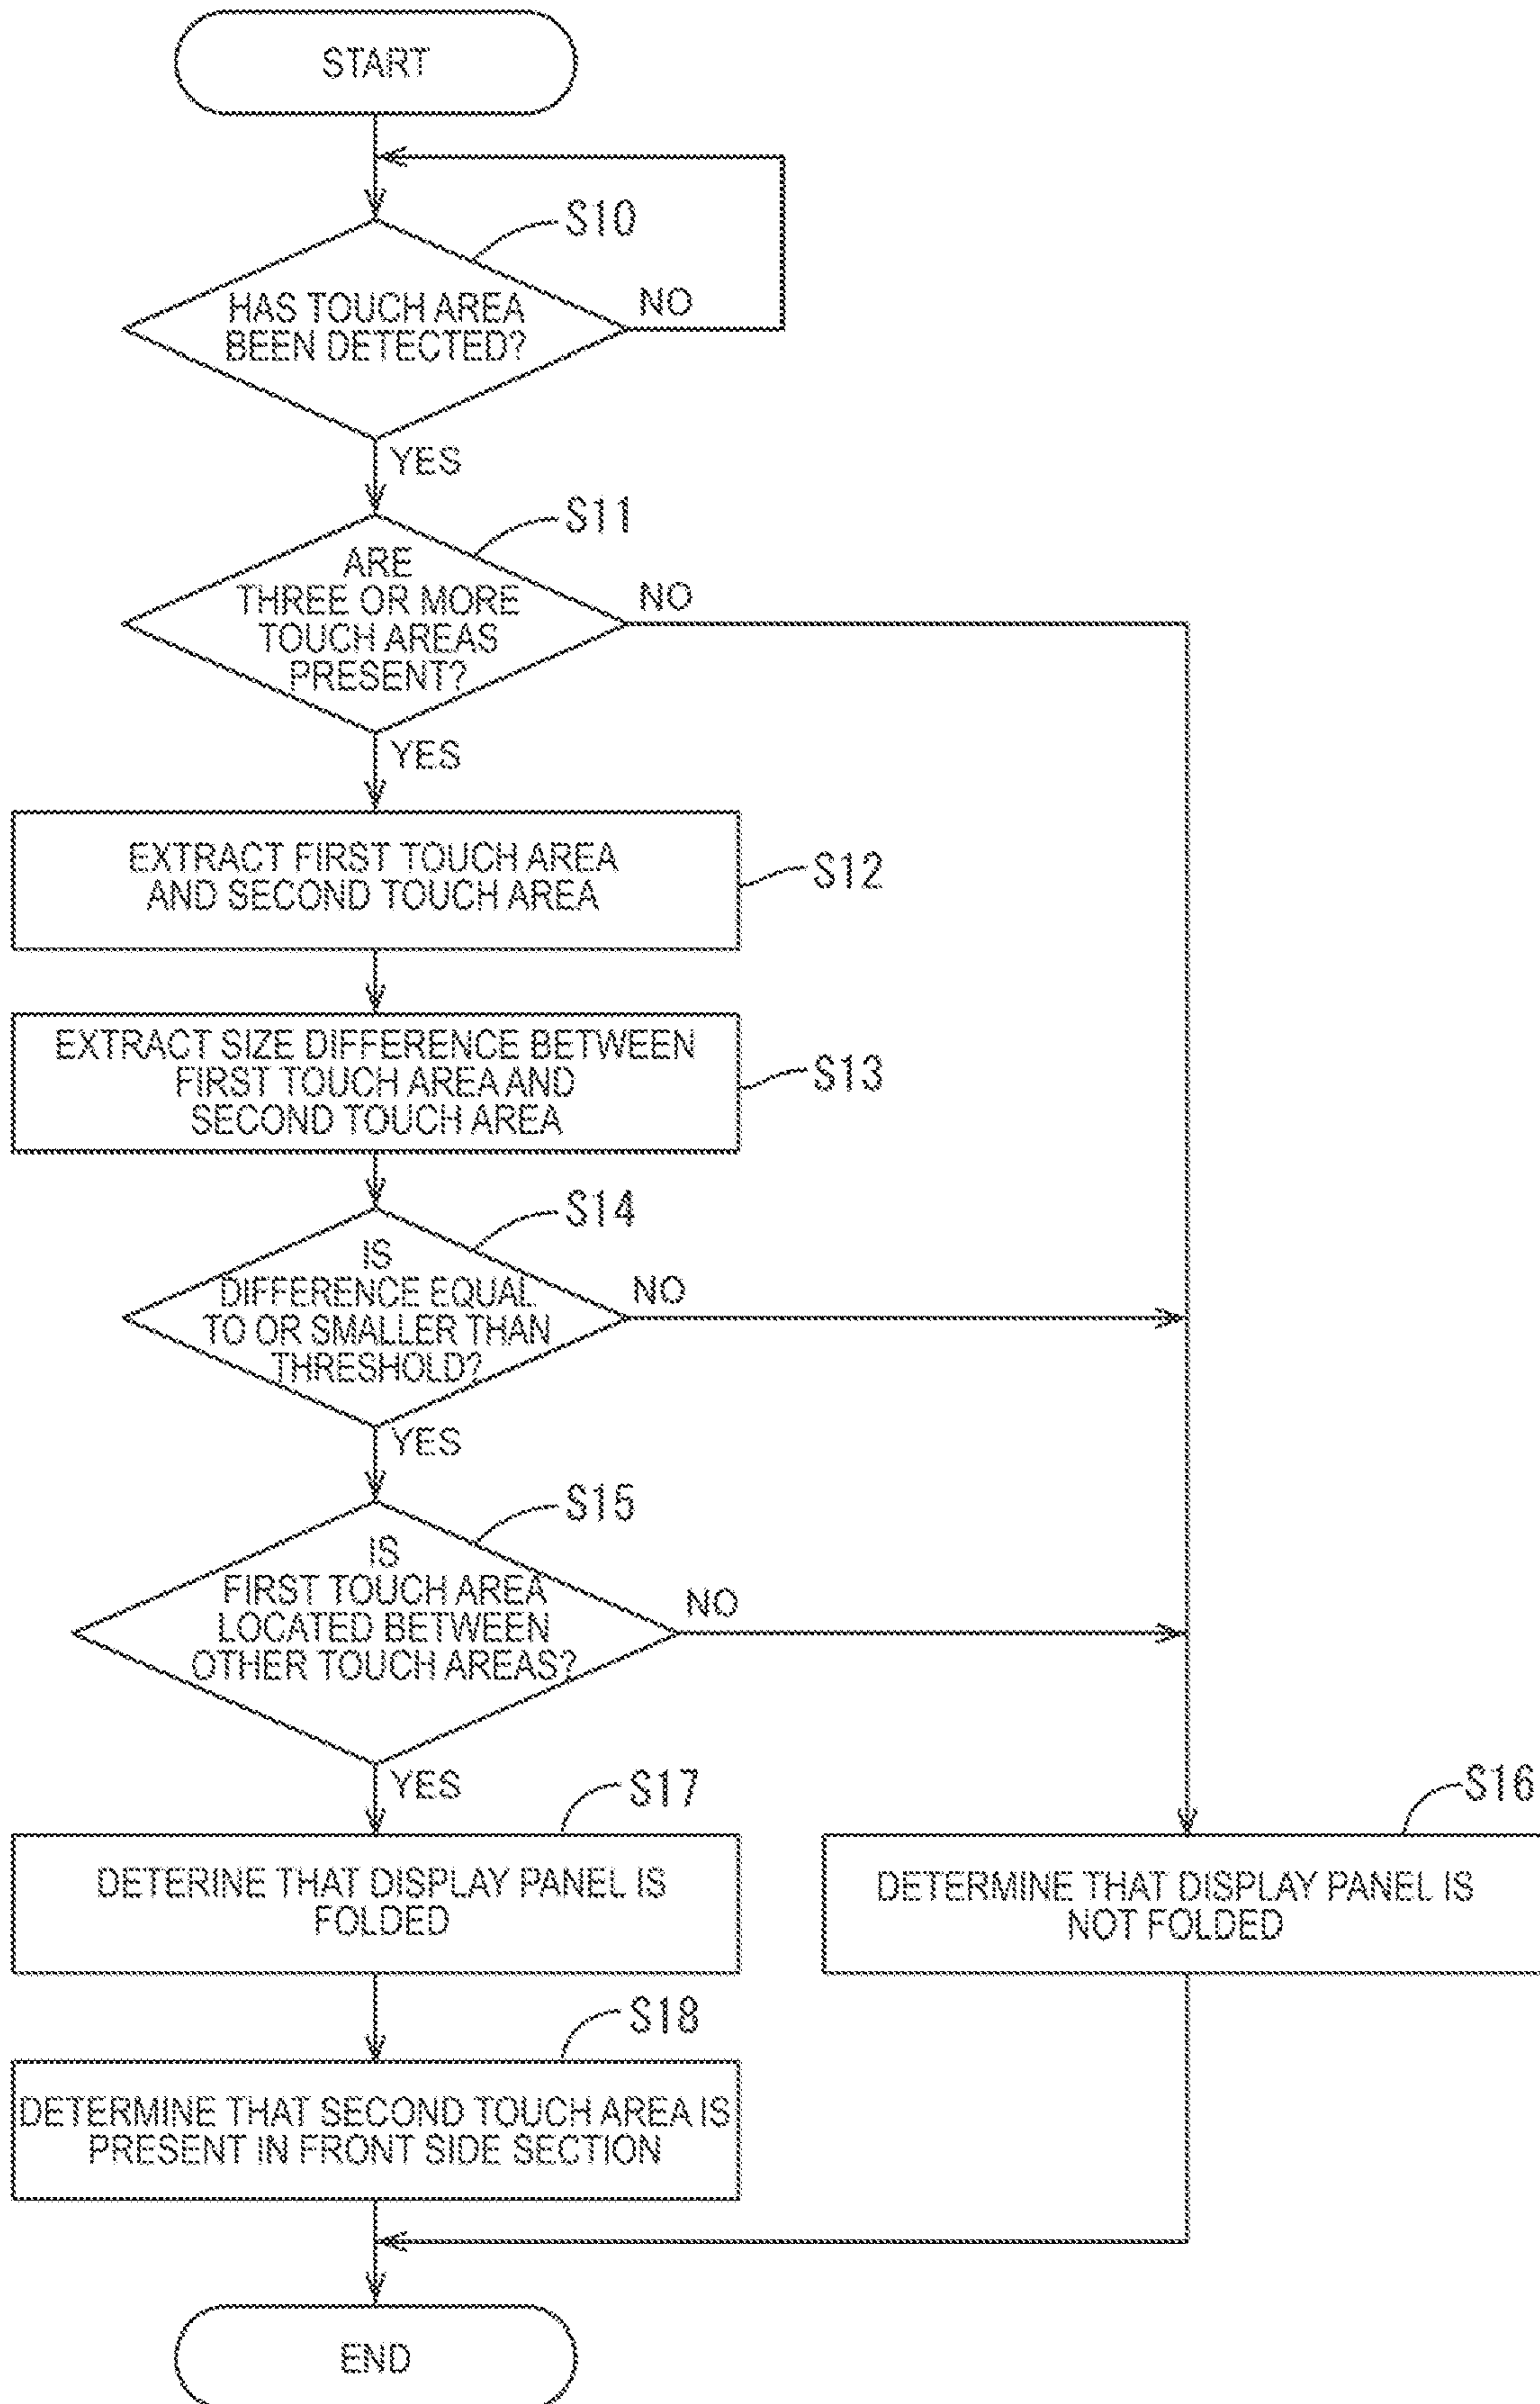 START
S10
HAS TOUCH AREA
BEEN DETECTED?
NO
YES
S11
ARE
THREE OR MORE
TOUCH AREAS
PRESENT?
NO
YES
EXTRACT FIRST TOUCH AREA
AND SECOND TOUCH AREA
S12
EXTRACT SIZE DIFFERENCE BETWEEN
FIRST TOUCH AREA AND
SECOND TOUCH AREA
S13
S14
IS
DIFFERENCE EQUAL
TO OR SMALLER THAN
THRESHOLD?
NO
YES
S15
IS
FIRST TOUCH AREA
LOCATED BETWEEN
OTHER TOUCH AREAS?
NO
YES
S17
DETERINE THAT DISPLAY PANEL IS
FOLDED
S16
DETERMINE THAT DISPLAY PANEL IS
NOT FOLDED
S18
DETERMINE THAT SECOND TOUCH AREA IS
PRESENT IN FRONT SIDE SECTION
END